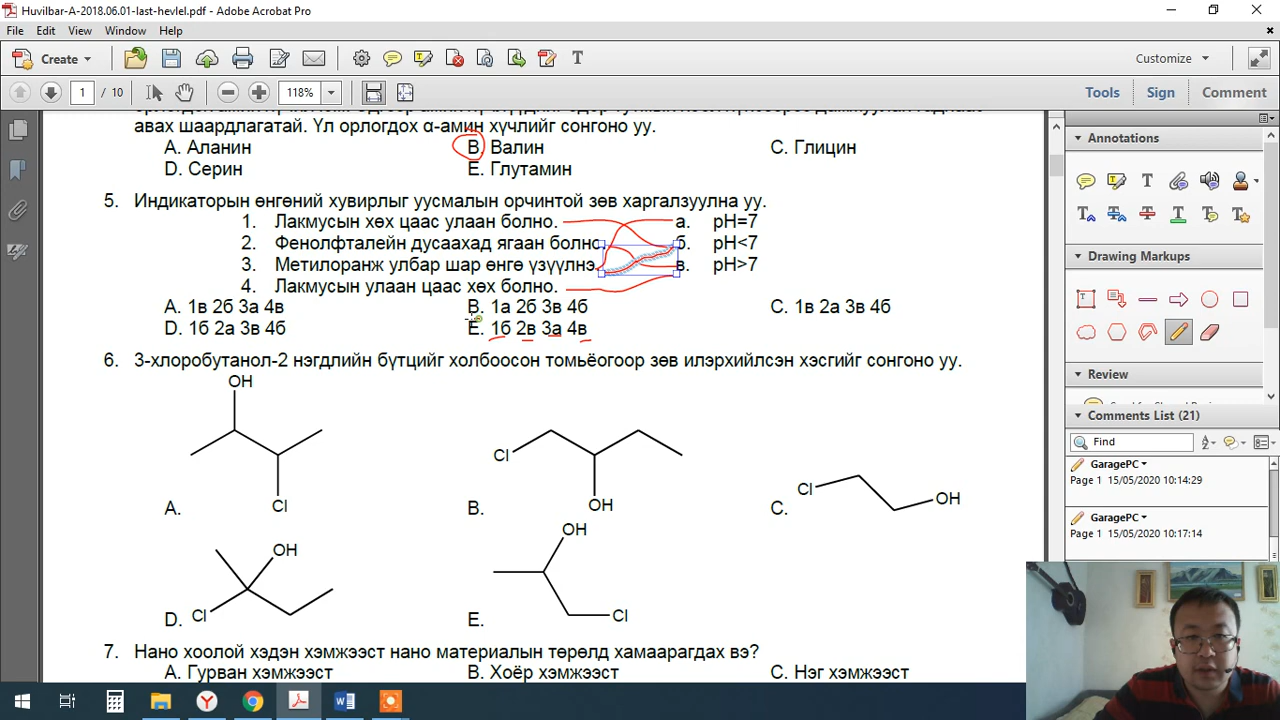 Huvilbar-A-2018.06.01-last-hevlel.pdf - Adobe Acrobat Pro
File Edit View Window Help
Create
Customize
1 / 10
118%
Tools Sign Comment
авах шаардлагатай. Үл орлогдох α-амин хүчлийг сонгоно уу.
A. Аланин B. Валин C. Глицин
D. Серин E. Глутамин
5. Индикаторын өнгөний хувирлыг уусмалын орчинтой зөв харгалзуулна уу.
1. Лакмусын хөх цаас улаан болно. а. pH=7
2. Фенолфталейн дусаахад ягаан болно. б. pH<7
3. Метилоранж улбар шар өнгө үзүүлнэ. в. pH>7
4. Лакмусын улаан цаас хөх болно.
A. 1в 2б 3а 4в B. 1а 2б 3в 4б C. 1в 2а 3в 4б
D. 1б 2а 3в 4б E. 1б 2в 3а 4в
6. 3-хлоробутанол-2 нэгдлийн бүтцийг холбоосон томьёогоор зөв илэрхийлсэн хэсгийг сонгоно уу.
OH
Cl
A.
Cl
OH
B.
Cl
OH
C.
OH
Cl
D.
OH
Cl
E.
7. Нано хоолой хэдэн хэмжээст нано материалын төрөлд хамаарагдах вэ?
A. Гурван хэмжээст B. Хоёр хэмжээст C. Нэг хэмжээст
Annotations
Drawing Markups
Review
Comments List (21)
Find
GaragePC
Page 1 15/05/2020 10:14:29
GaragePC
Page 1 15/05/2020 10:17:14